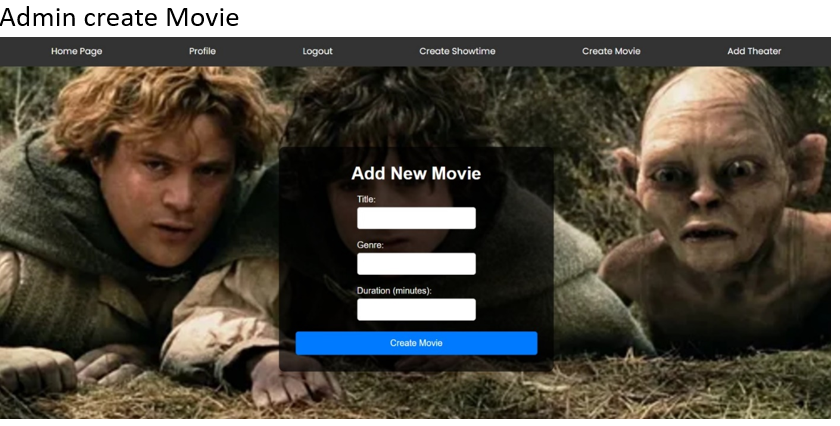 Admin create Movie
Home Page Profile Logout Create Showtime Create Movie Add Theater
Add New Movie
Title:
Genre:
Duration (minutes):
Create Movie